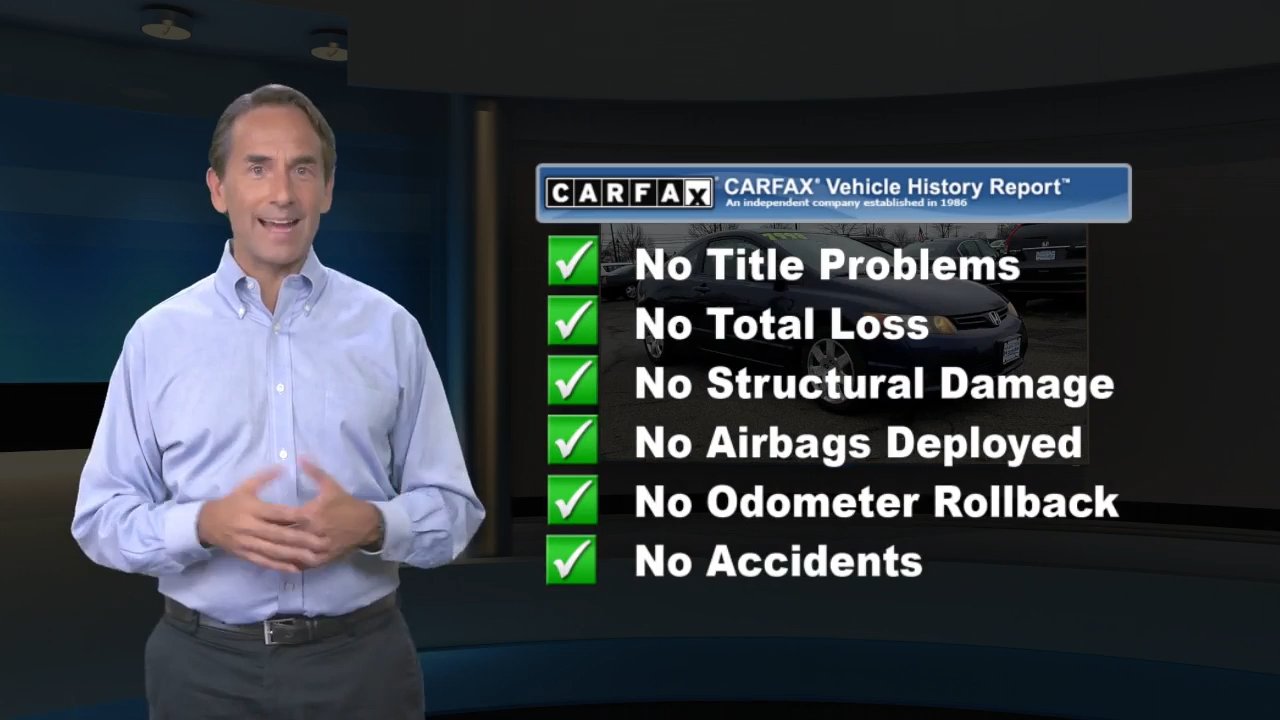 CARFAX® CARFAX® Vehicle History Report™
An independent company established in 1986
No Title Problems
No Total Loss
No Structural Damage
No Airbags Deployed
No Odometer Rollback
No Accidents